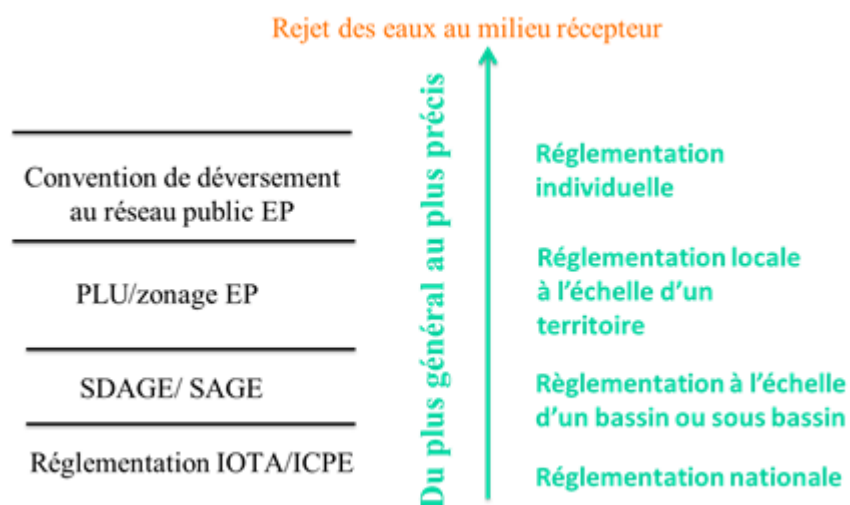 Rejet des eaux au milieu récepteur
Convention de déversement
au réseau public EP
PLU/zonage EP
SDAGE/ SAGE
Réglementation IOTA/ICPE
Du plus général au plus précis
Réglementation
individuelle
Réglementation locale
à l’échelle d’un
territoire
Règlementation à l’échelle
d’un bassin ou sous bassin
Réglementation nationale